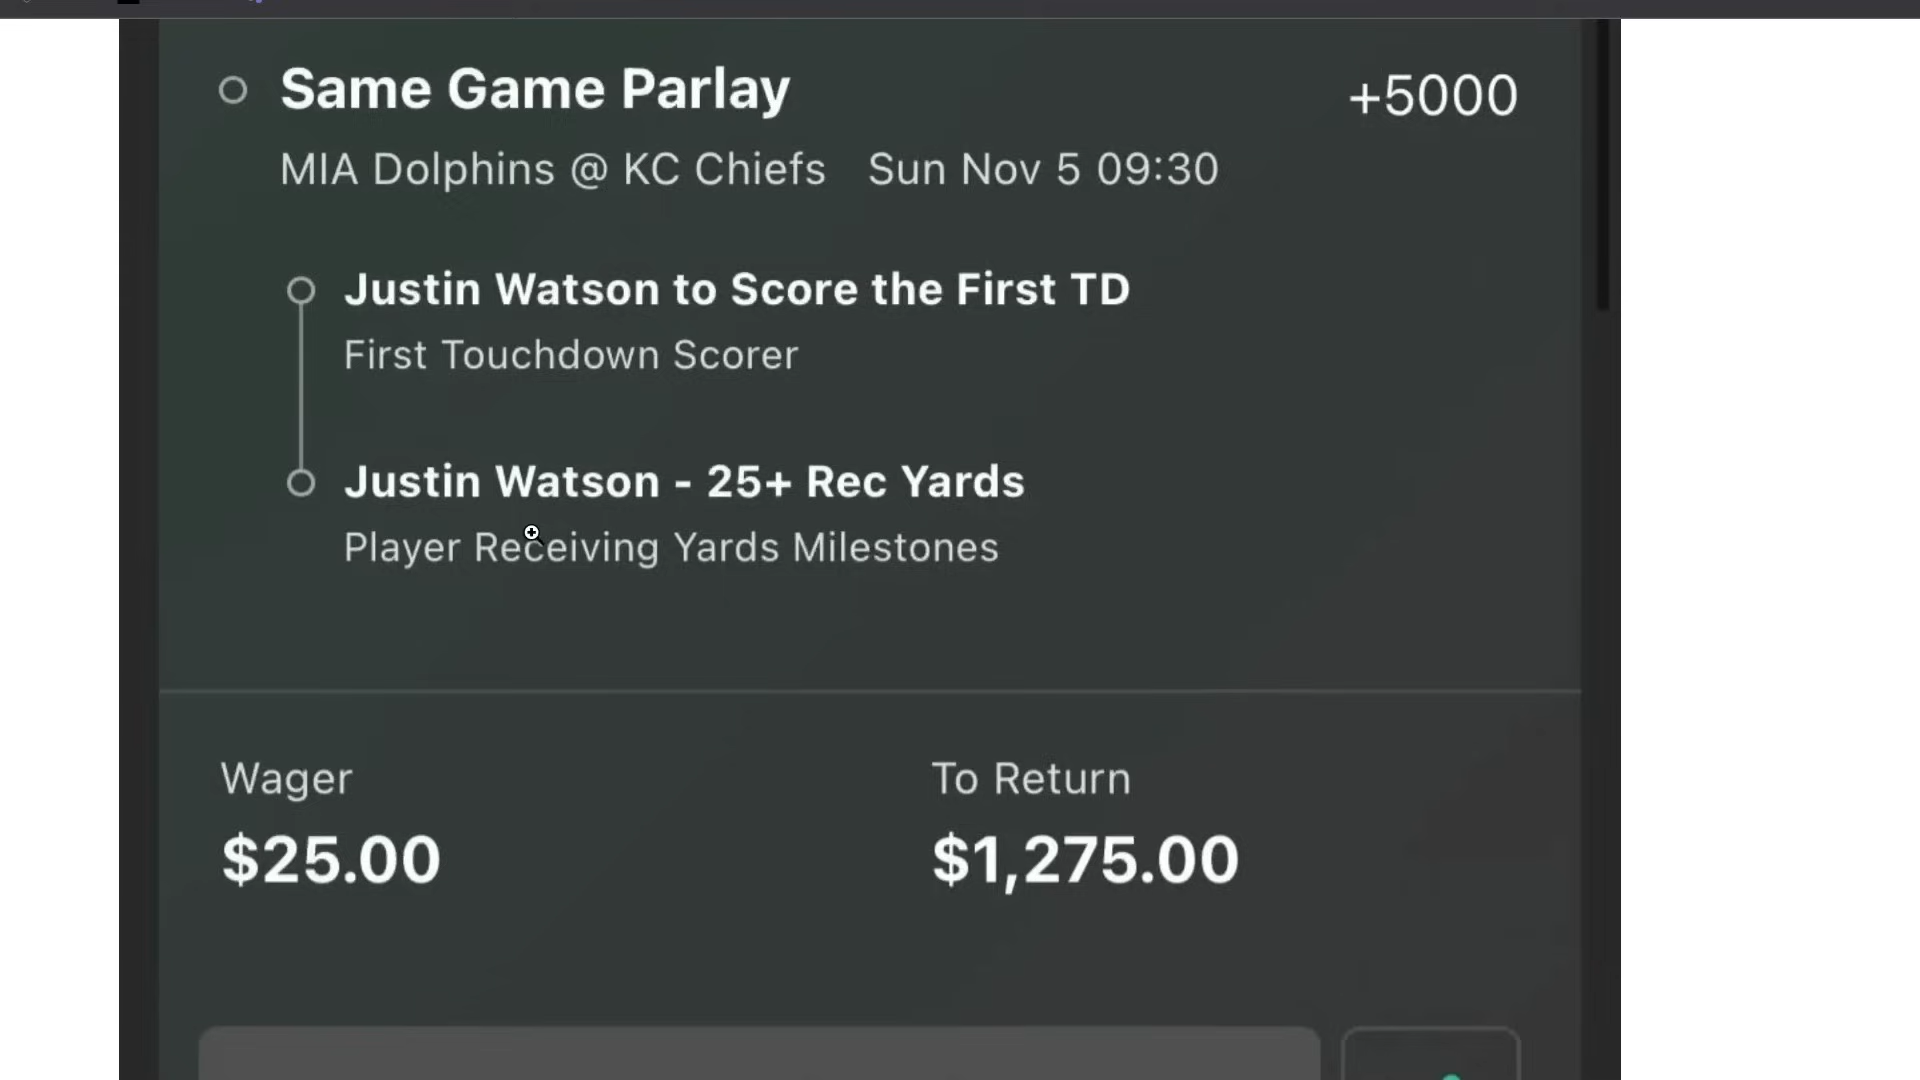 Same Game Parlay +5000
MIA Dolphins @ KC Chiefs Sun Nov 5 09:30
Justin Watson to Score the First TD
First Touchdown Scorer
Justin Watson - 25+ Rec Yards
Player Receiving Yards Milestones
Wager To Return
$25.00 $1,275.00